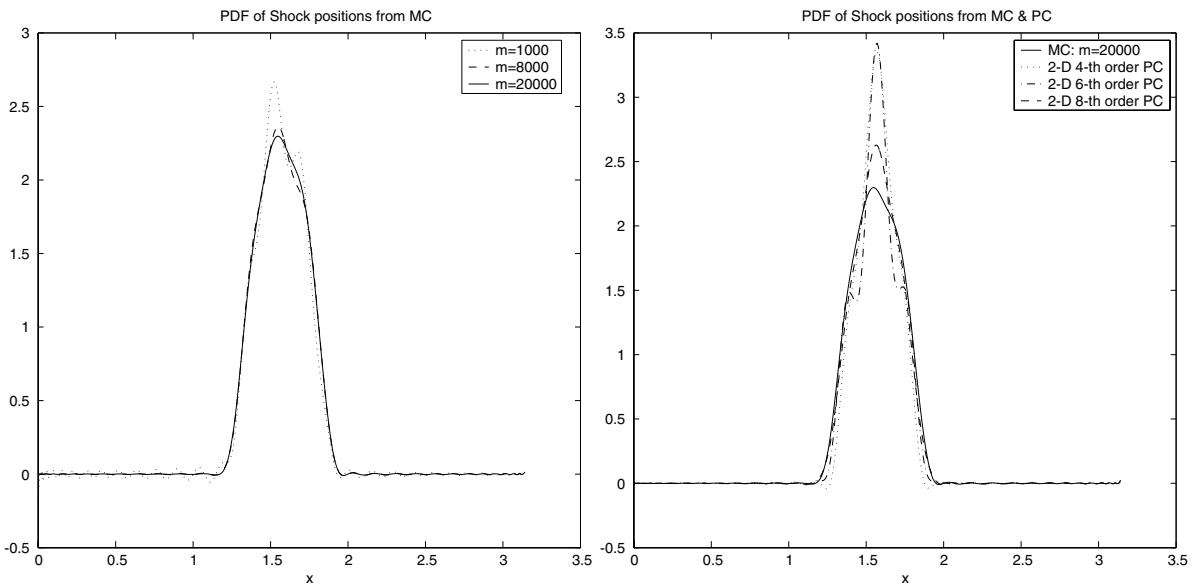 PDF of Shock positions from MC
3
2.5
2
1.5
1
0.5
0
-0.5
m=1000
m=8000
m=20000
0 0.5 1 1.5 2 2.5 3 3.5
x
PDF of Shock positions from MC & PC
3.5
3
2.5
2
1.5
1
0.5
0
-0.5
MC: m=20000
2-D 4-th order PC
2-D 6-th order PC
2-D 8-th order PC
0 0.5 1 1.5 2 2.5 3 3.5
x